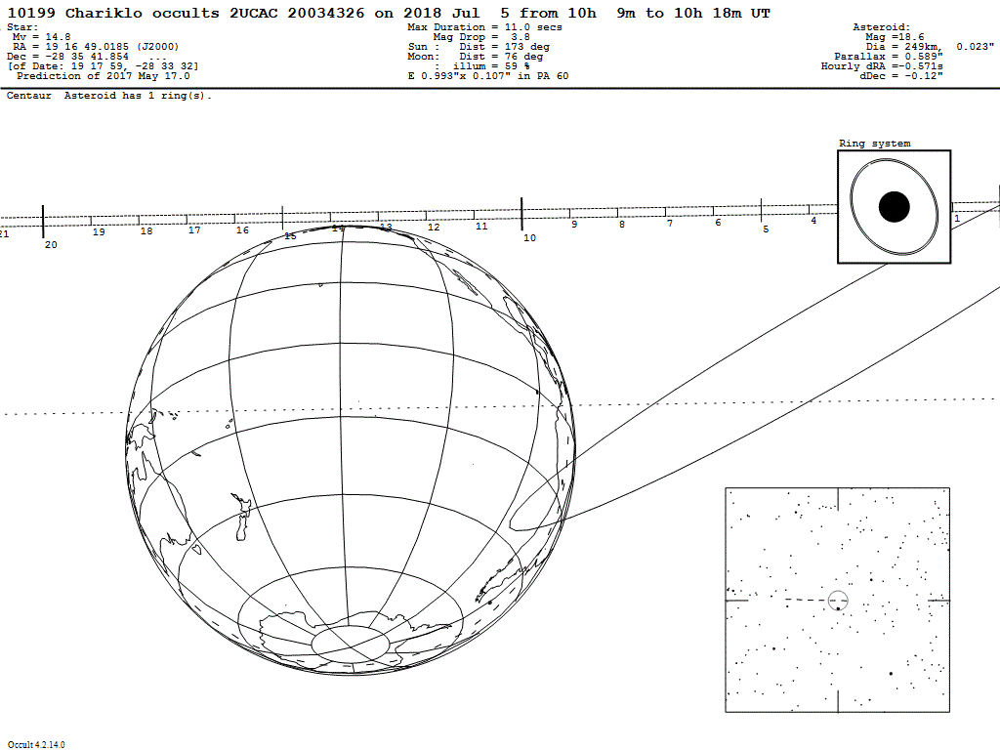 10199 Chariklo occults 2UCAC 20034326 on 2018 Jul  5 from 10h  9m to 10h 18m UT
Star:
Mv = 14.8
RA = 19 16 49.0185 (J2000)
Dec = -28 35 41.854   ...
[of Date: 19 17 59, -28 33 32]
Prediction of 2017 May 17.0
Max Duration = 11.0 secs
Mag Drop =  3.8
Sun :   Dist = 173 deg
Moon:   Dist = 76 deg
:  illum = 59 %
E 0.993"x 0.107" in PA 60
Asteroid:
Mag =18.6
Dia = 249km,  0.023"
Parallax = 0.589"
Hourly dRA =-0.571s
dDec = -0.12"
Centaur  Asteroid has 1 ring(s).
Ring system
21 20 19 18 17 16 15 14 13 12 11 10 9 8 7 6 5 4 1
Occult 4.2.14.0